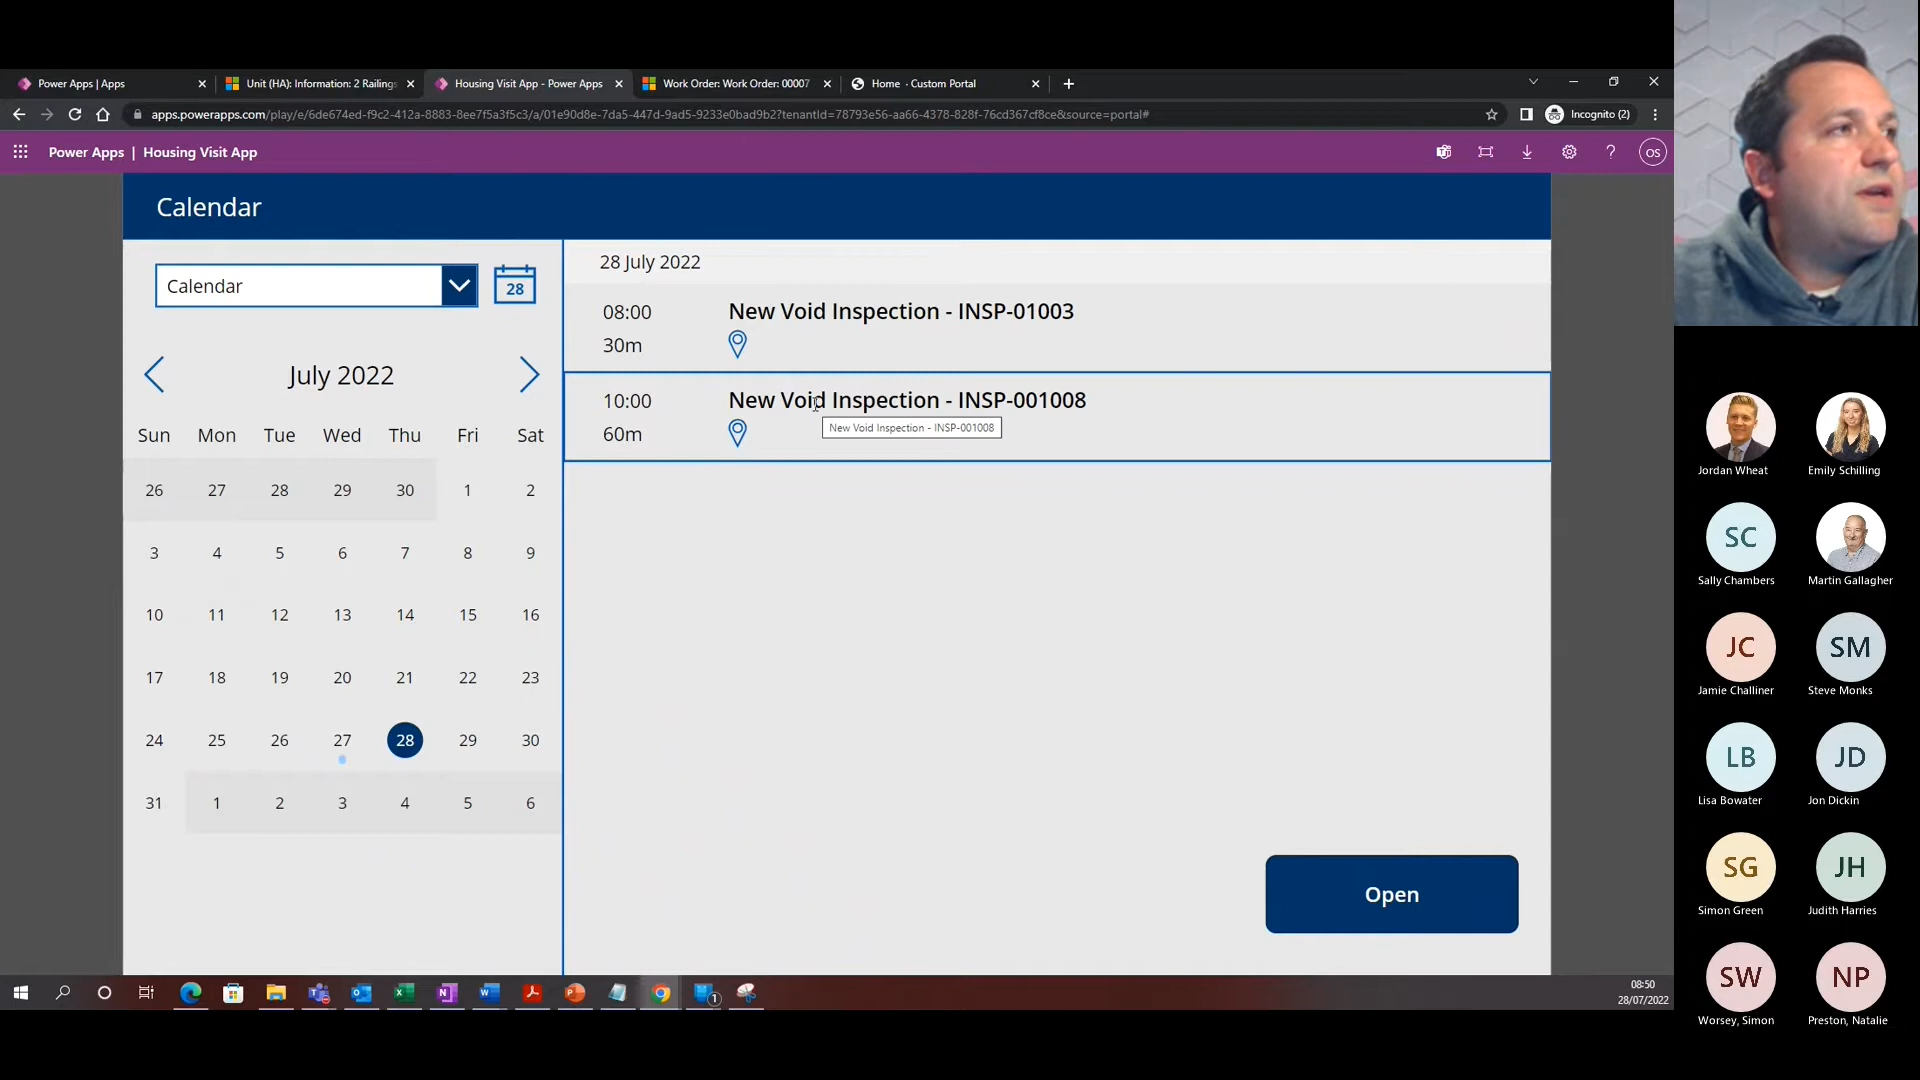 Power Apps | Apps
Unit (HA): Information: 2 Railings
Housing Visit App - Power Apps
Work Order: Work Order: 00007
Home · Custom Portal
apps.powerapps.com/play/e/6de674ed-f9c2-412a-8883-8ee7f5a3f5c3/a/01e90d8e-7da5-447d-9ad5-9233e0bad9b2?tenantId=78793e56-aa66-4378-828f-76cd367cf8ce&source=portal#
Incognito (2)
Power Apps | Housing Visit App
?
OS
Calendar
Calendar
28
July 2022
Sun Mon Tue Wed Thu Fri Sat
26 27 28 29 30 1 2
3 4 5 6 7 8 9
10 11 12 13 14 15 16
17 18 19 20 21 22 23
24 25 26 27 28 29 30
31 1 2 3 4 5 6
28 July 2022
08:00 New Void Inspection - INSP-01003
30m
10:00 New Void Inspection - INSP-001008
60m
New Void Inspection - INSP-001008
Open
1
08:50
28/07/2022
Jordan Wheat
Emily Schilling
SC
Sally Chambers
Martin Gallagher
JC
Jamie Challiner
SM
Steve Monks
LB
Lisa Bowater
JD
Jon Dickin
SG
Simon Green
JH
Judith Harries
SW
Worsey, Simon
NP
Preston, Natalie